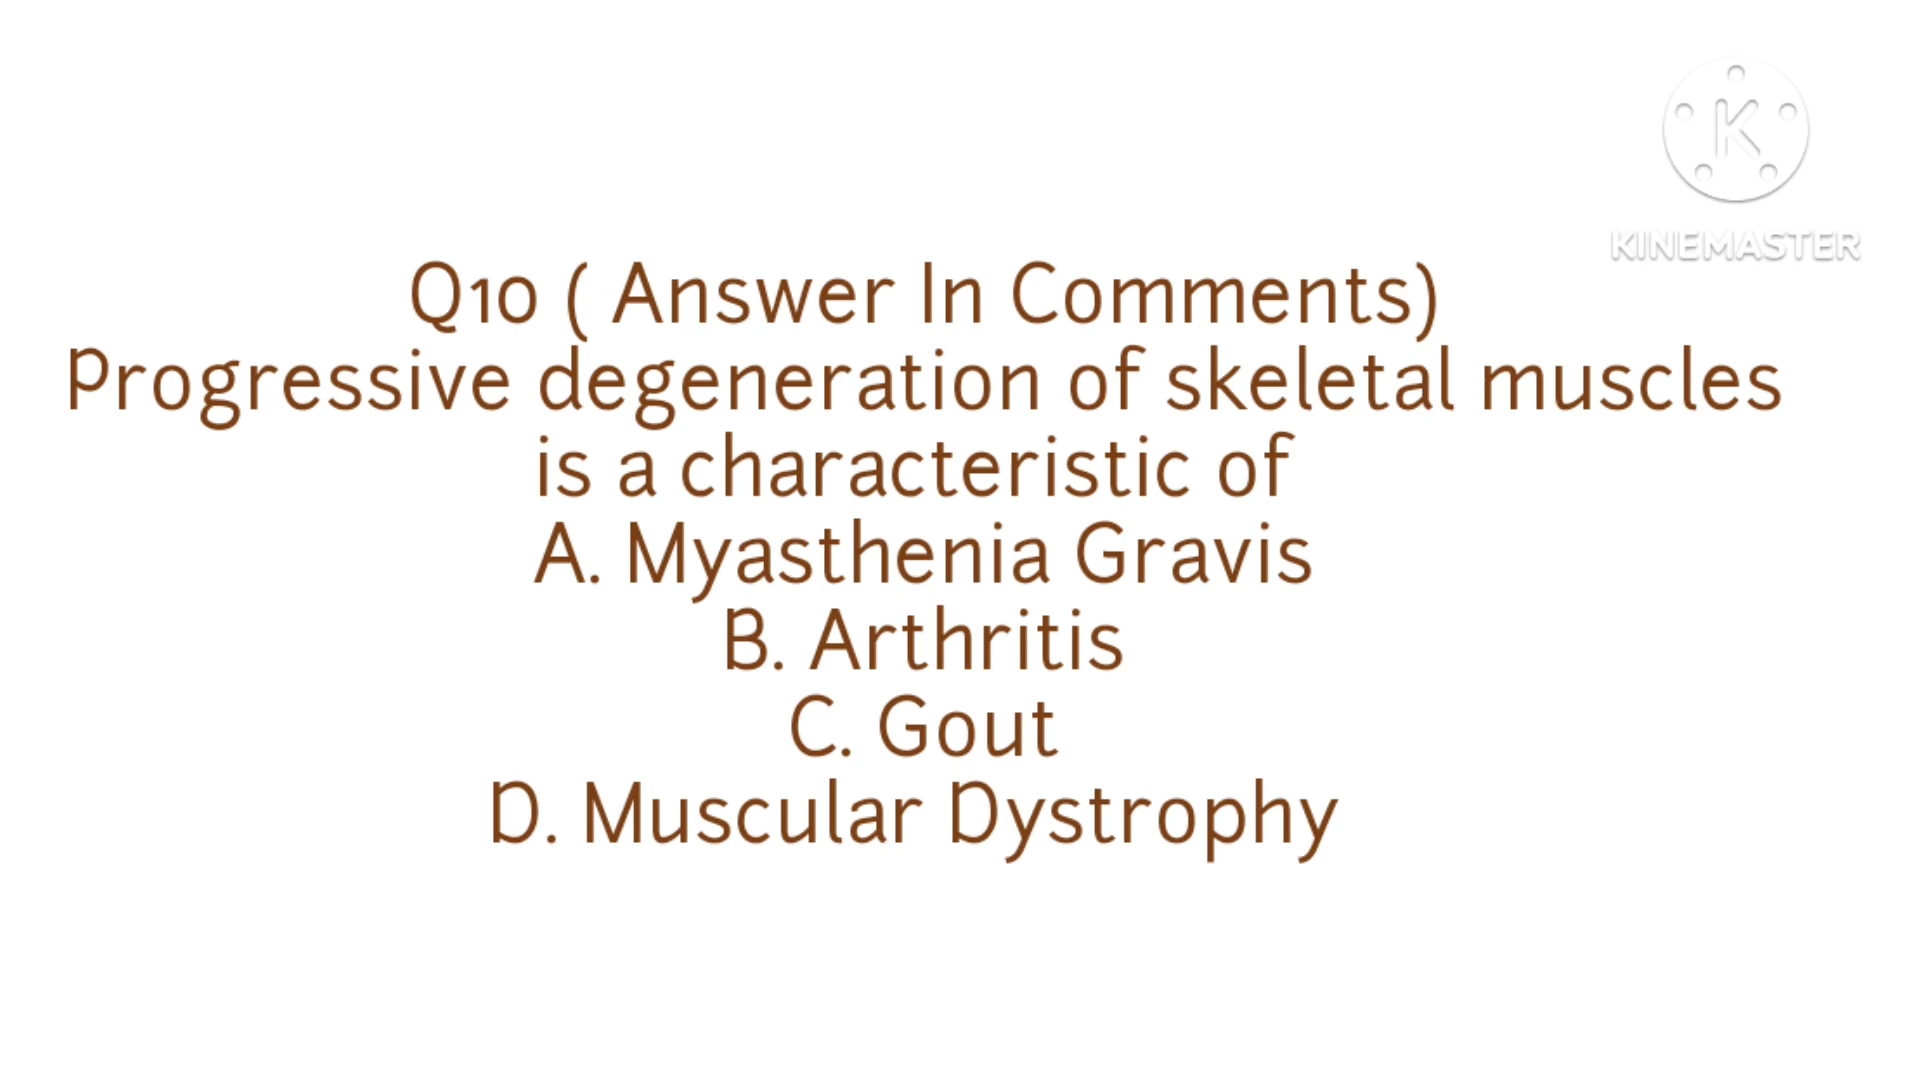 K
KINEMASTER
Q10 ( Answer In Comments)
Progressive degeneration of skeletal muscles
is a characteristic of
A. Myasthenia Gravis
B. Arthritis
C. Gout
D. Muscular Dystrophy